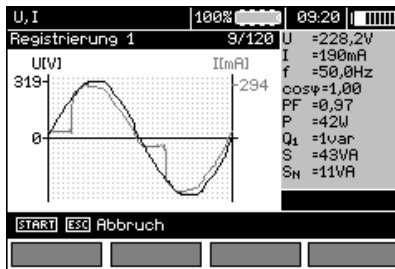 U,I 100% 09:20
Registrierung 1 9/120
U[V] I[mA]
319 294
0
U =228,2V
I =190mA
f =50,0Hz
cosφ=1,00
PF =0,97
P =42W
Q₁ =1var
S =43VA
SN =11VA
START ESC Abbruch